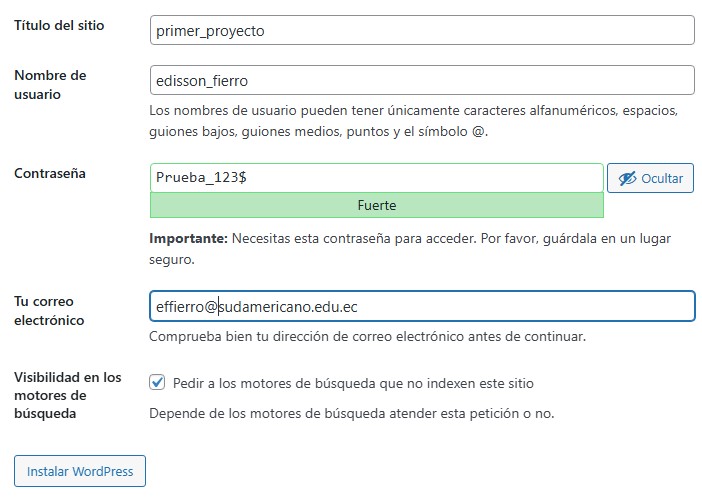 Título del sitio
primer_proyecto
Nombre de
usuario
edisson_fierro
Los nombres de usuario pueden tener únicamente caracteres alfanuméricos, espacios,
guiones bajos, guiones medios, puntos y el símbolo @.
Contraseña
Prueba_123$
Ocultar
Fuerte
Importante: Necesitas esta contraseña para acceder. Por favor, guárdala en un lugar
seguro.
Tu correo
electrónico
effierro@sudamericano.edu.ec
Comprueba bien tu dirección de correo electrónico antes de continuar.
Visibilidad en los
motores de
búsqueda
Pedir a los motores de búsqueda que no indexen este sitio
Depende de los motores de búsqueda atender esta petición o no.
Instalar WordPress